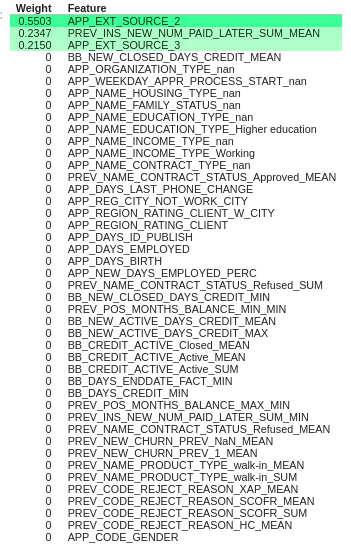 Weight Feature
0.5503 APP_EXT_SOURCE_2
0.2347 PREV_INS_NEW_NUM_PAID_LATER_SUM_MEAN
0.2150 APP_EXT_SOURCE_3
0 BB_NEW_CLOSED_DAYS_CREDIT_MEAN
0 APP_ORGANIZATION_TYPE_nan
0 APP_WEEKDAY_APPR_PROCESS_START_nan
0 APP_NAME_HOUSING_TYPE_nan
0 APP_NAME_FAMILY_STATUS_nan
0 APP_NAME_EDUCATION_TYPE_nan
0 APP_NAME_EDUCATION_TYPE_Higher education
0 APP_NAME_INCOME_TYPE_nan
0 APP_NAME_INCOME_TYPE_Working
0 APP_NAME_CONTRACT_TYPE_nan
0 PREV_NAME_CONTRACT_STATUS_Approved_MEAN
0 APP_DAYS_LAST_PHONE_CHANGE
0 APP_REG_CITY_NOT_WORK_CITY
0 APP_REGION_RATING_CLIENT_W_CITY
0 APP_REGION_RATING_CLIENT
0 APP_DAYS_ID_PUBLISH
0 APP_DAYS_EMPLOYED
0 APP_DAYS_BIRTH
0 APP_NEW_DAYS_EMPLOYED_PERC
0 PREV_NAME_CONTRACT_STATUS_Refused_SUM
0 BB_NEW_CLOSED_DAYS_CREDIT_MIN
0 PREV_POS_MONTHS_BALANCE_MIN_MIN
0 BB_NEW_ACTIVE_DAYS_CREDIT_MEAN
0 BB_NEW_ACTIVE_DAYS_CREDIT_MAX
0 BB_CREDIT_ACTIVE_Closed_MEAN
0 BB_CREDIT_ACTIVE_Active_MEAN
0 BB_CREDIT_ACTIVE_Active_SUM
0 BB_DAYS_ENDDATE_FACT_MIN
0 BB_DAYS_CREDIT_MIN
0 PREV_POS_MONTHS_BALANCE_MAX_MIN
0 PREV_INS_NEW_NUM_PAID_LATER_SUM_MIN
0 PREV_NAME_CONTRACT_STATUS_Refused_MEAN
0 PREV_NEW_CHURN_PREV_NaN_MEAN
0 PREV_NEW_CHURN_PREV_1_MEAN
0 PREV_NAME_PRODUCT_TYPE_walk-in_MEAN
0 PREV_NAME_PRODUCT_TYPE_walk-in_SUM
0 PREV_CODE_REJECT_REASON_XAP_MEAN
0 PREV_CODE_REJECT_REASON_SCOFR_MEAN
0 PREV_CODE_REJECT_REASON_SCOFR_SUM
0 PREV_CODE_REJECT_REASON_HC_MEAN
0 APP_CODE_GENDER